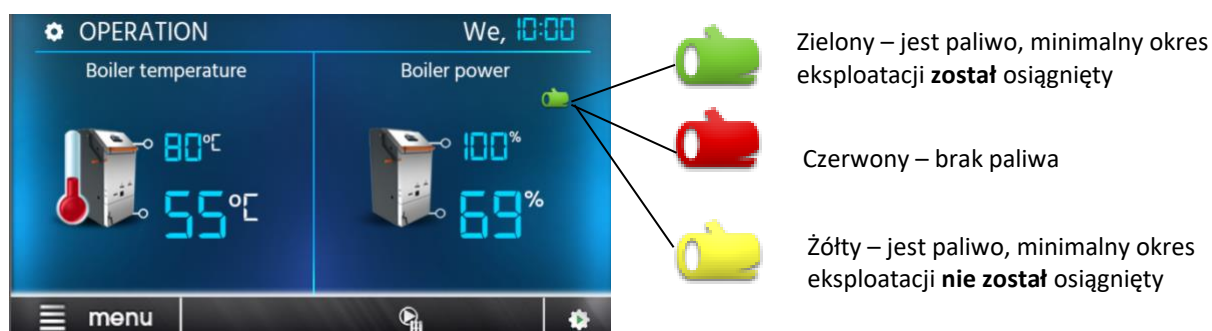 OPERATION
We, 10:00
Boiler temperature
Boiler power
80°C
100%
55°C
69%
menu
Zielony – jest paliwo, minimalny okres
eksploatacji został osiągnięty
Czerwony – brak paliwa
Żółty – jest paliwo, minimalny okres
eksploatacji nie został osiągnięty